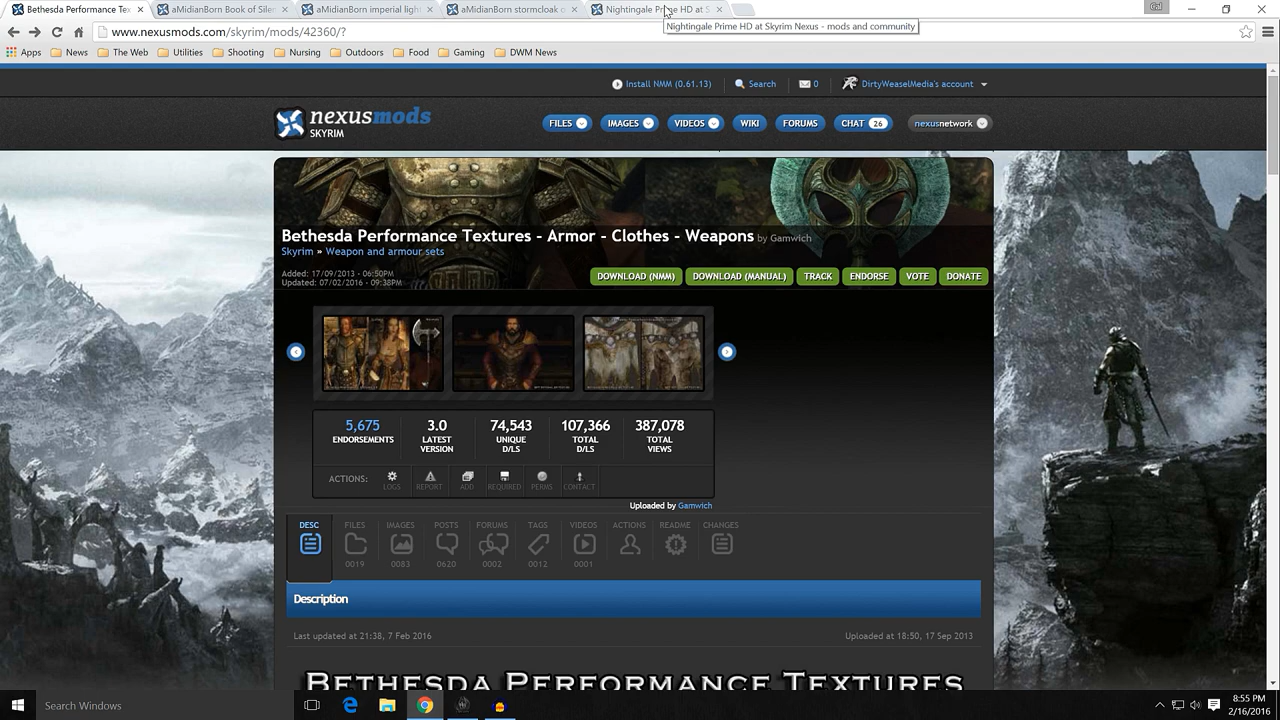 Bethesda Performance Tex
aMidianBorn Book of Silen
aMidianBorn imperial light
aMidianBorn stormcloak o
Nightingale Prime HD at S
Nightingale Prime HD at Skyrim Nexus - mods and community
www.nexusmods.com/skyrim/mods/42360/?
Apps
News
Shopping
The Web
Utilities
Shooting
Nursing
Outdoors
Food
Gaming
DWM News
Install NMM (0.61.13)
Search
0
DirtyWeaselMedia's account
nexusmods
SKYRIM
FILES
IMAGES
VIDEOS
WIKI
FORUMS
CHAT 26
nexusnetwork
Bethesda Performance Textures - Armor - Clothes - Weapons by Gamwich
Skyrim » Weapon and armour sets
Added: 17/09/2013 - 06:50PM
Updated: 07/02/2016 - 09:38PM
DOWNLOAD (NMM)
DOWNLOAD (MANUAL)
TRACK
ENDORSE
VOTE
DONATE
5,675 3.0 74,543 107,366 387,078
ENDORSEMENTS LATEST UNIQUE TOTAL TOTAL
VERSION D/LS D/LS VIEWS
ACTIONS:
LOGS REPORT ADD REQUIRED PERMS CONTACT
Uploaded by Gamwich
DESC FILES IMAGES POSTS FORUMS TAGS VIDEOS ACTIONS README CHANGES
0019 0083 0620 0002 0012 0001
Description
Last updated at 21:38, 7 Feb 2016
Uploaded at 18:50, 17 Sep 2013
BETHESDA PERFORMANCE TEXTURES
Search Windows
8:55 PM
2/16/2016